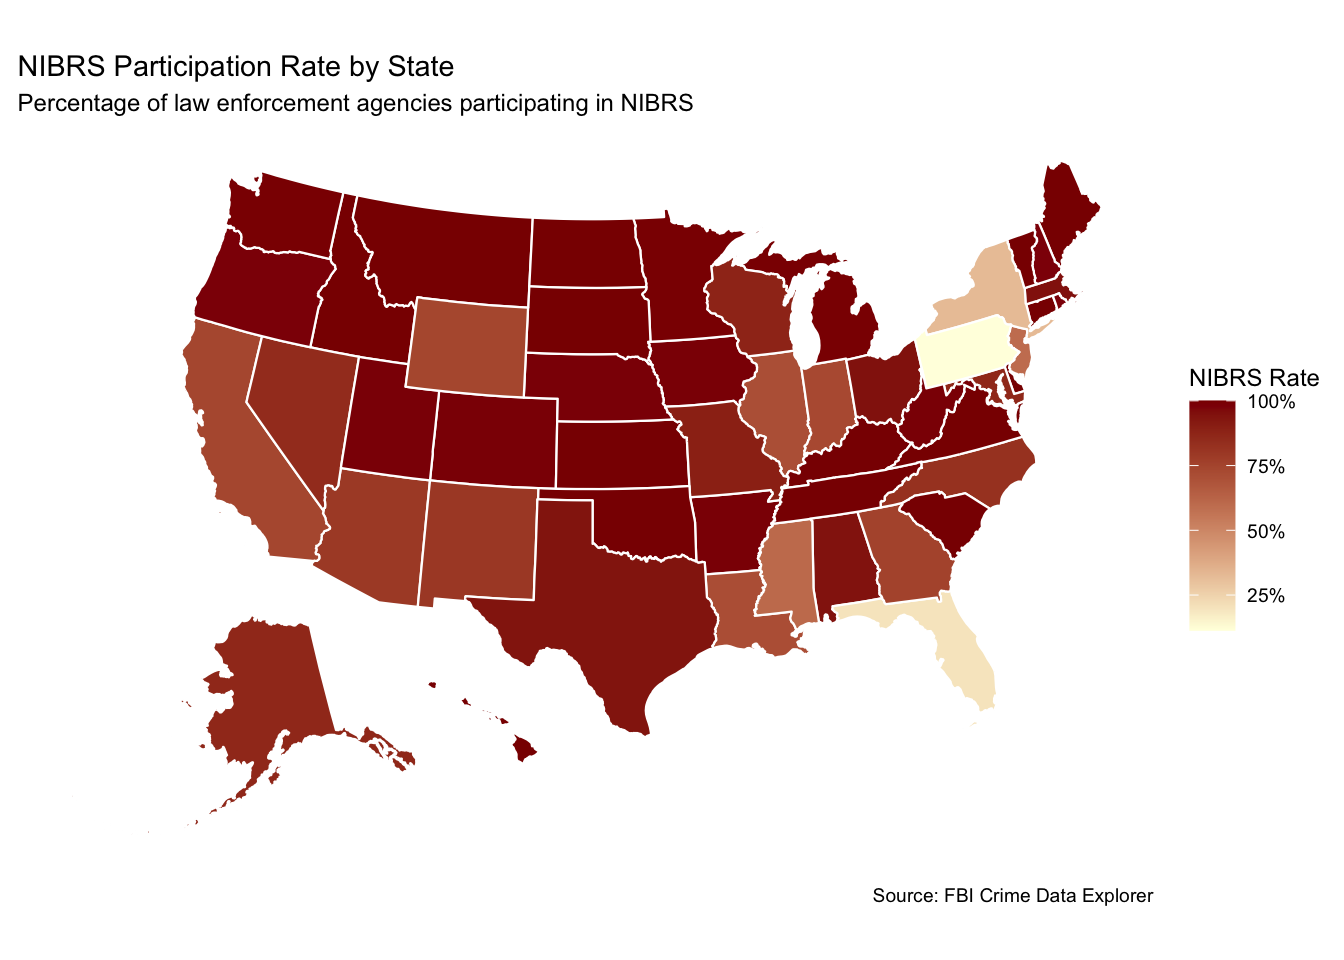 NIBRS Participation Rate by State
Percentage of law enforcement agencies participating in NIBRS
NIBRS Rate
100%
75%
50%
25%
Source: FBI Crime Data Explorer